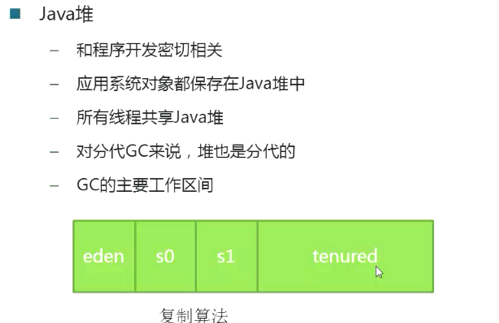 Java堆
– 和程序开发密切相关
– 应用系统对象都保存在Java堆中
– 所有线程共享Java堆
– 对分代GC来说，堆也是分代的
– GC的主要工作区间
eden s0 s1 tenured
复制算法